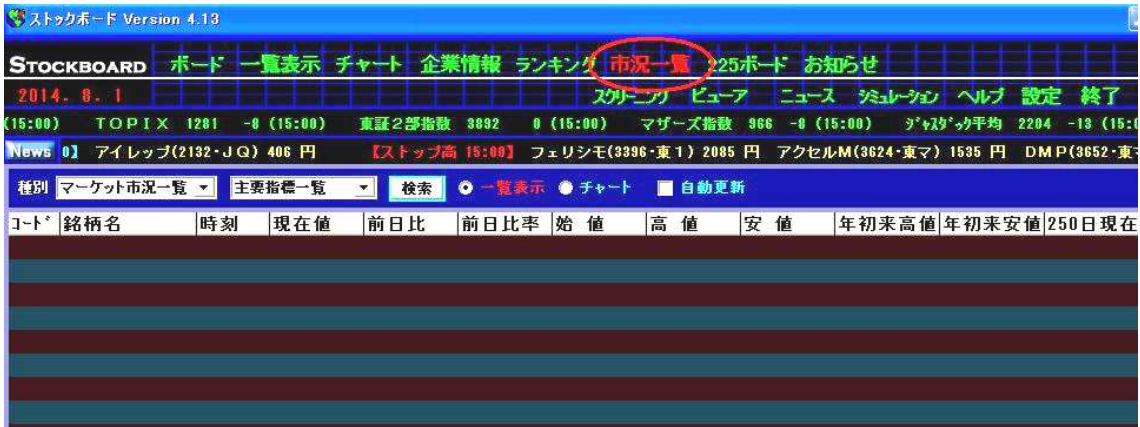 ストックボード Version 4.13
STOCKBOARD ボード 一覧表示 チャート 企業情報 ランキング 市況一覧 225ボード お知らせ
2014. 8. 1 スクリーニング ビューア ニュース シミュレーション ヘルプ 設定 終了
(15:00) TOPIX 1281 -8 (15:00) 東証2部指数 3892 0 (15:00) マザーズ指数 966 -8 (15:00) ジャスダック平均 2204 -13 (15:0
News 0】 アイレップ(2132・JQ) 406 円 【ストップ高 15:00】 フェリシモ(3396・東1) 2085 円 アクセルM(3624・東マ) 1535 円 DMP(3652・東マ
種別 マーケット市況一覧 主要指標一覧 検索 一覧表示 チャート 自動更新
コード 銘柄名 時刻 現在値 前日比 前日比率 始 値 高 値 安 値 年初来高値 年初来安値 250日現在